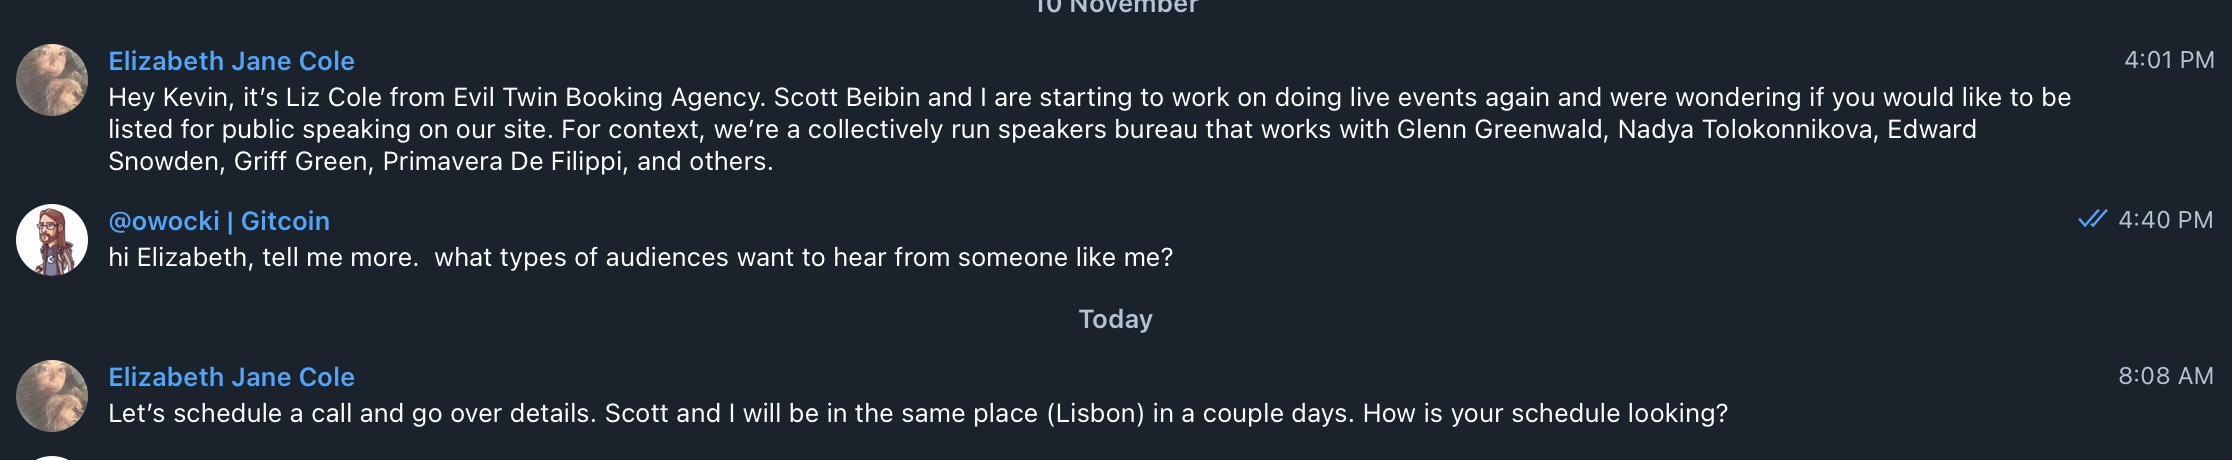 10 November
Elizabeth Jane Cole
4:01 PM
Hey Kevin, it’s Liz Cole from Evil Twin Booking Agency. Scott Beibin and I are starting to work on doing live events again and were wondering if you would like to be
listed for public speaking on our site. For context, we’re a collectively run speakers bureau that works with Glenn Greenwald, Nadya Tolokonnikova, Edward
Snowden, Griff Green, Primavera De Filippi, and others.
@owocki | Gitcoin
4:40 PM
hi Elizabeth, tell me more.  what types of audiences want to hear from someone like me?
Today
Elizabeth Jane Cole
8:08 AM
Let’s schedule a call and go over details. Scott and I will be in the same place (Lisbon) in a couple days. How is your schedule looking?